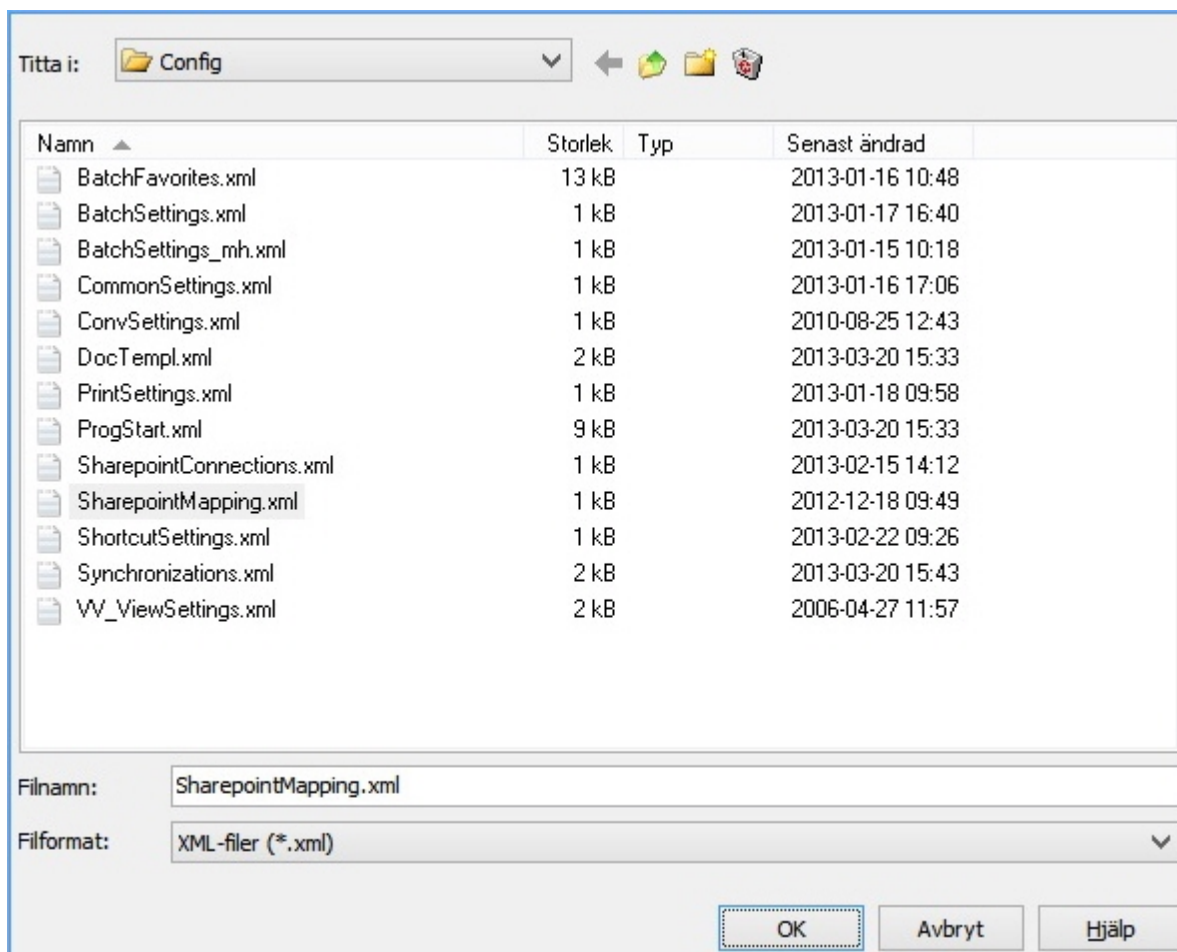 Titta i: Config
Namn Storlek Typ Senast ändrad
BatchFavorites.xml 13 kB 2013-01-16 10:48
BatchSettings.xml 1 kB 2013-01-17 16:40
BatchSettings_mh.xml 1 kB 2013-01-15 10:18
CommonSettings.xml 1 kB 2013-01-16 17:06
ConvSettings.xml 1 kB 2010-08-25 12:43
DocTempl.xml 2 kB 2013-03-20 15:33
PrintSettings.xml 1 kB 2013-01-18 09:58
ProgStart.xml 9 kB 2013-03-20 15:33
SharepointConnections.xml 1 kB 2013-02-15 14:12
SharepointMapping.xml 1 kB 2012-12-18 09:49
ShortcutSettings.xml 1 kB 2013-02-22 09:26
Synchronizations.xml 2 kB 2013-03-20 15:43
VV_ViewSettings.xml 2 kB 2006-04-27 11:57
Filnamn: SharepointMapping.xml
Filformat: XML-filer (*.xml)
OK Avbryt Hjälp